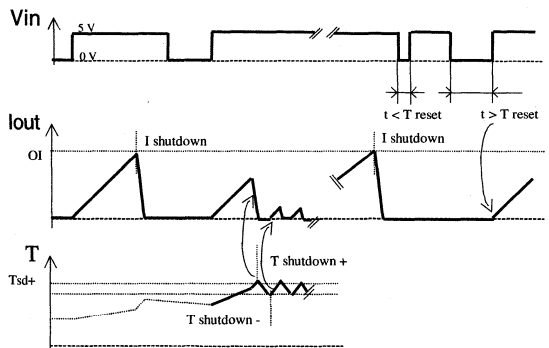 Vin
5 V
0 V
t < T reset
t > T reset
Iout
I shutdown
I shutdown
OI
T
T shutdown +
Tsd+
T shutdown -